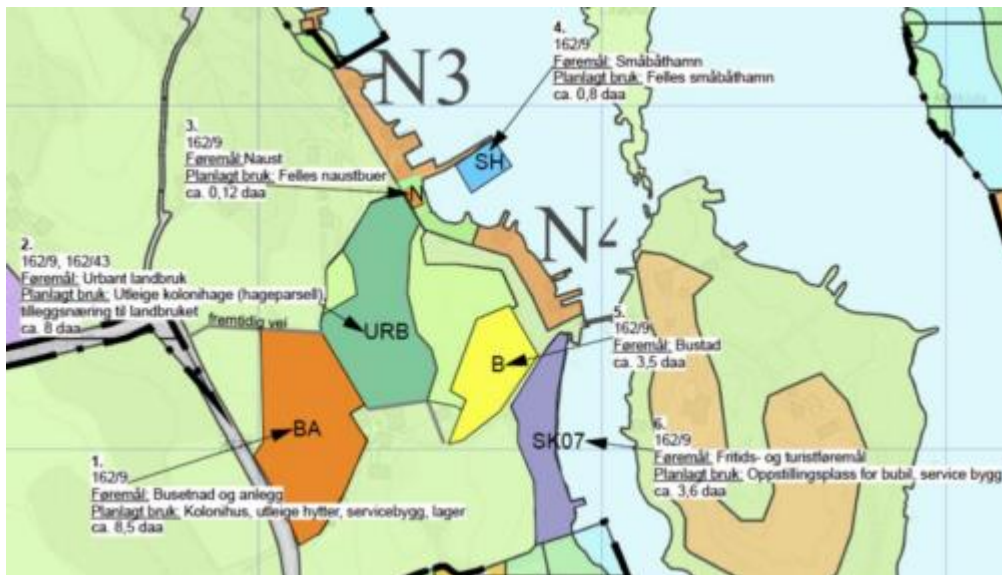 N3
4.
162/9
Føremål: Småbåthamn
Planlagt bruk: Felles småbåthamn
ca. 0,8 daa
3.
162/9
Føremål: Naust
Planlagt bruk: Felles naustbuer
ca. 0,12 daa
SH
N
N4
2.
162/9, 162/43
Føremål: Urbant landbruk
Planlagt bruk: Utleige kolonihage (hageparsell),
tilleggsnæring til landbruket
ca. 8 daa
fremtidig vei
URB
5.
162/9
Føremål: Bustad
ca. 3,5 daa
B
BA
SK07
6.
162/9
Føremål: Fritids- og turistføremål
Planlagt bruk: Oppstillingsplass for bubil, service bygg
ca. 3,6 daa
1.
162/9
Føremål: Busetnad og anlegg
Planlagt bruk: Kolonihus, utleige hytter, servicebygg, lager
ca. 8,5 daa